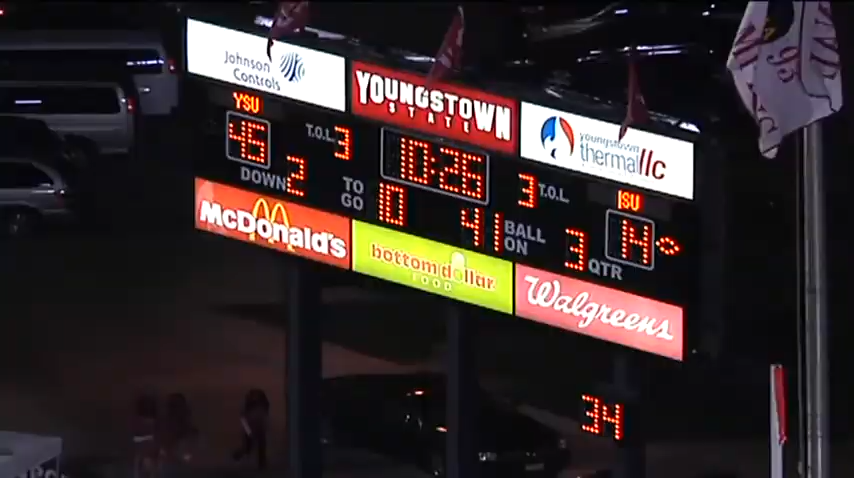 Johnson
Controls
YOUNGSTOWN
STATE
youngstown
thermal llc
YSU
45
T.O.L 3
10:26
3 T.O.L
ISU
14
DOWN 2
TO
GO 10
41 BALL
ON
3 QTR
McDonald's
bottom dollar
FOOD
Walgreens
34
95